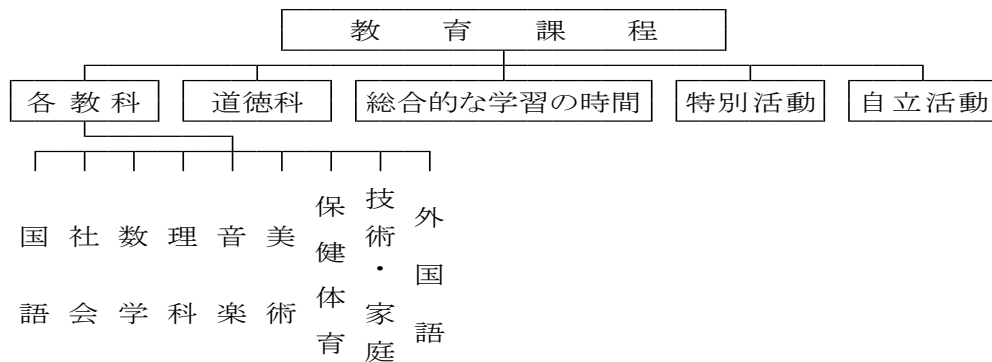 教育課程
各教科
道徳科
総合的な学習の時間
特別活動
自立活動
国語
社会
数学
理科
音楽
美術
保健体育
技術・家庭
外国語